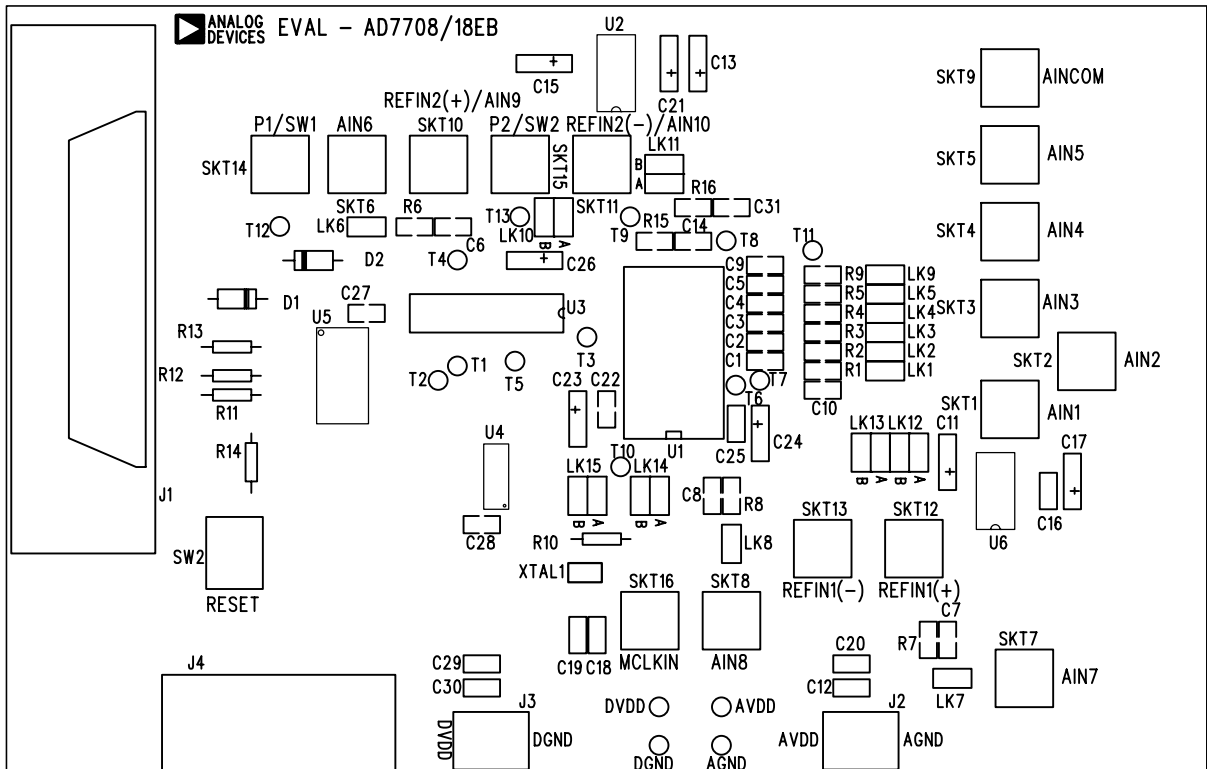 ANALOG DEVICES EVAL - AD7708/18EB
U2
C15
C21
C13
SKT9 AINCOM
REFIN2(+)/AIN9
P1/SW1 AIN6 SKT10 P2/SW2 REFIN2(-)/AIN10
LK11
B
A
SKT14
SKT15
SKT5 AIN5
SKT6
SKT11
R16
C31
T12
LK6
R6
C6
T13
LK10
B
A
T9
R15
C14
T8
T11
SKT4 AIN4
D2
T4
C26
C9
C5
C4
C3
C2
C1
R9 LK9
R5 LK5
R4 LK4
R3 LK3
R2 LK2
R1 LK1
C10
SKT3 AIN3
D1
C27
U5
U3
T3
R13
R12
R11
R14
T2
T1
T5
C23
C22
T7
T6
SKT2 AIN2
SKT1 AIN1
U1
C25
C24
LK13 LK12
B
A
B
A
C11
C17
C16
U6
U4
T10
LK15
B
A
LK14
B
A
C8
R8
J1
C28
R10
LK8
SKT13
SKT12
SW2
XTAL1
RESET
SKT16
SKT8
REFIN1(-) REFIN1(+)
C7
R7
SKT7
C19 C18
MCLKIN
AIN8
J4
C29
C30
C20
C12
AIN7
LK7
J3
DVDD
DGND
DVDD
AVDD
DGND
AGND
J2
AVDD
AGND